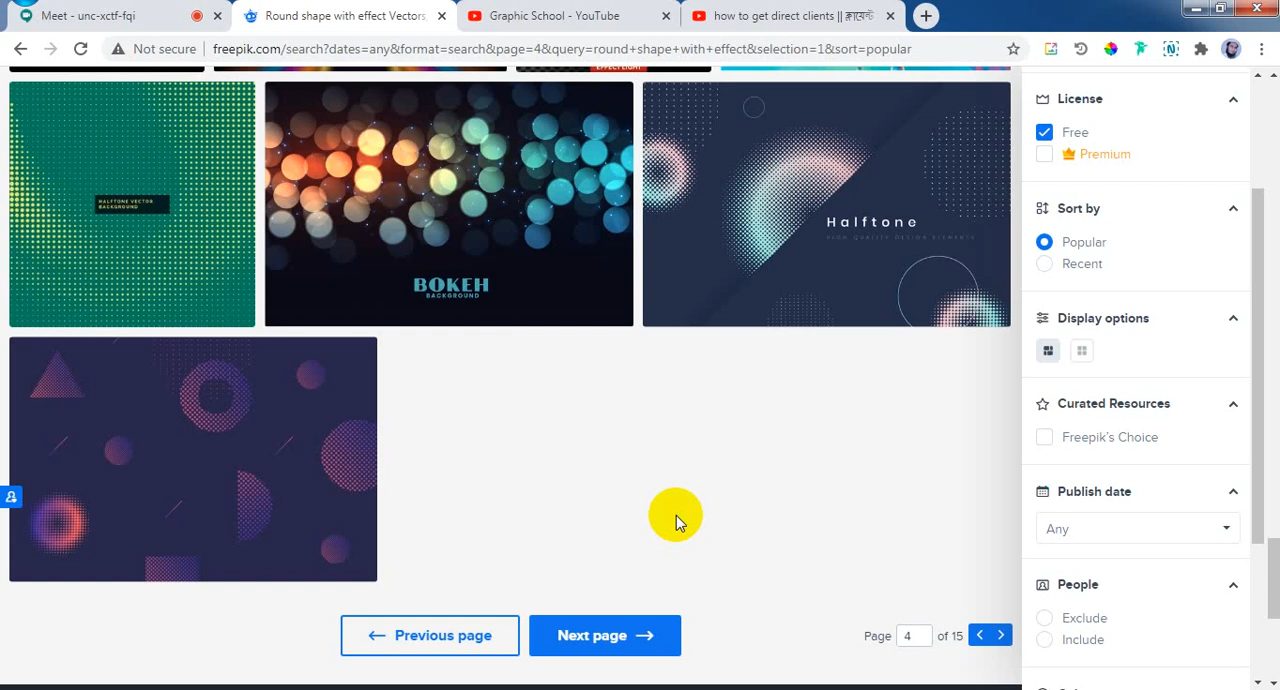 Meet - unc-xctf-fqi
Round shape with effect Vectors,
Graphic School - YouTube
how to get direct clients || ক্লায়েন্ট
Not secure
freepik.com/search?dates=any&format=search&page=4&query=round+shape+with+effect&selection=1&sort=popular
EFFECT LIGHT
License
Free
Premium
Sort by
Popular
Recent
Display options
Curated Resources
Freepik's Choice
Publish date
Any
People
Exclude
Include
HALFTONE VECTOR
BACKGROUND
BOKEH
BACKGROUND
Halftone
HIGH QUALITY DESIGN ELEMENTS
← Previous page
Next page →
Page 4 of 15